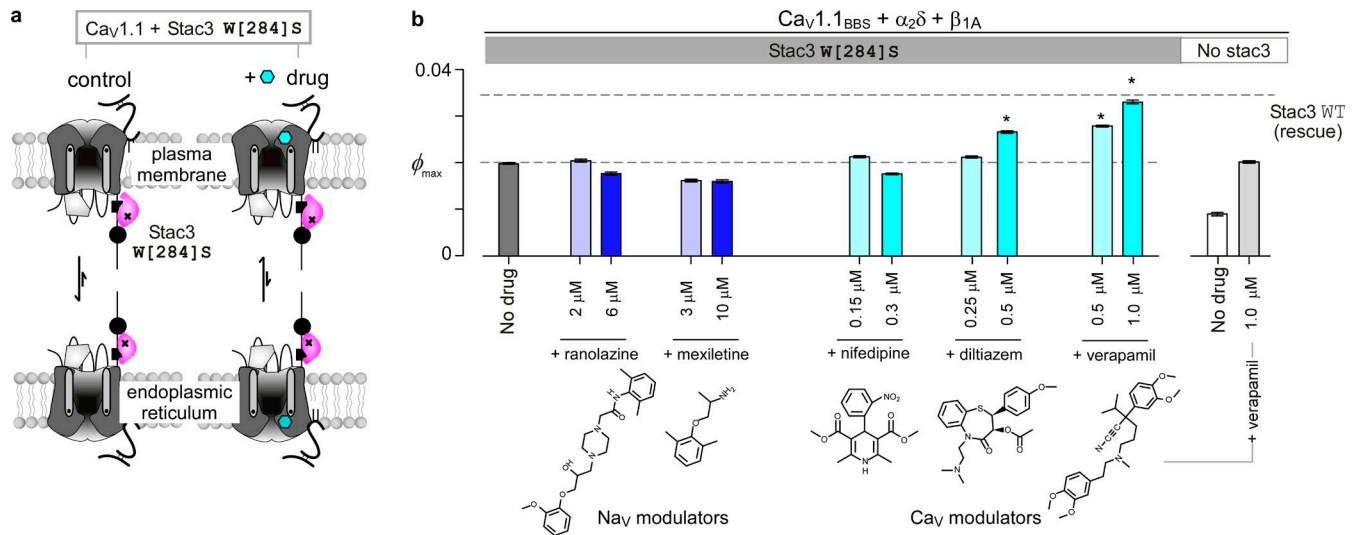 a
CaV1.1 + Stac3 W[284]S
control
+ drug
plasma
membrane
Stac3
W[284]S
endoplasmic
reticulum
b
CaV1.1BBS + α2δ + β1A
Stac3 W[284]S
No stac3
0.04
ϕmax
0
*
*
*
Stac3 WT
(rescue)
No drug
2 μM
6 μM
3 μM
10 μM
0.15 μM
0.3 μM
0.25 μM
0.5 μM
0.5 μM
1.0 μM
No drug
1.0 μM
+ ranolazine
+ mexiletine
+ nifedipine
+ diltiazem
+ verapamil
+ verapamil
H
N
O
N
N
OH
O
O
NH2
O
NO2
O
O
O
O
N
H
O
S
O
N
O
O
N
O
O
N
C
N
O
O
NaV modulators
CaV modulators